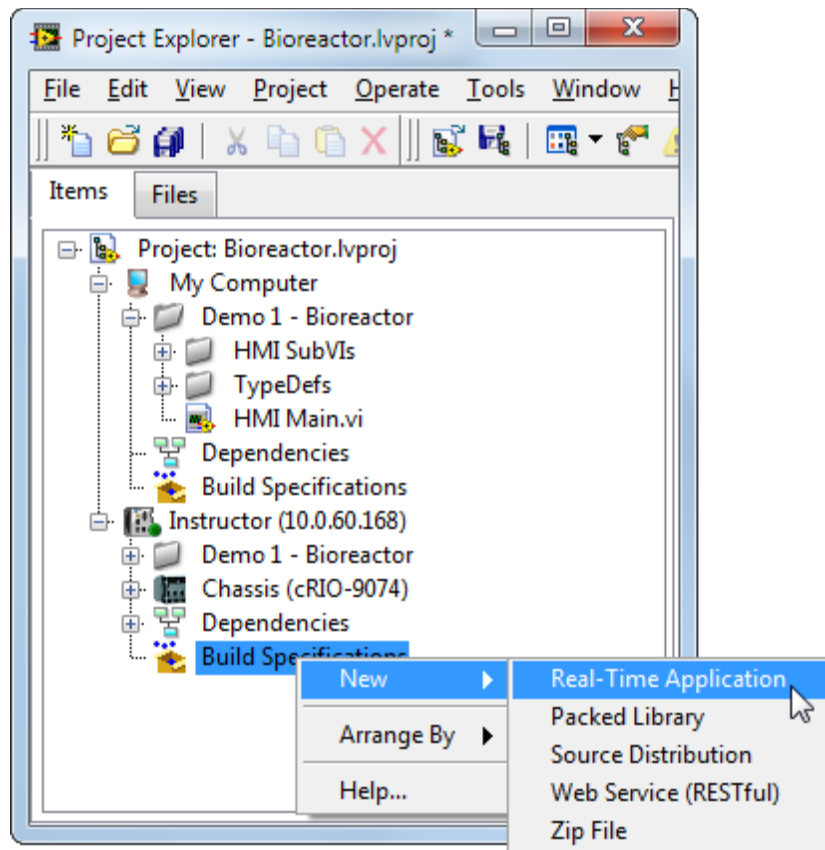 Project Explorer - Bioreactor.lvproj *
File Edit View Project Operate Tools Window H
Items Files
Project: Bioreactor.lvproj
My Computer
Demo 1 - Bioreactor
HMI SubVIs
TypeDefs
HMI Main.vi
Dependencies
Build Specifications
Instructor (10.0.60.168)
Demo 1 - Bioreactor
Chassis (cRIO-9074)
Dependencies
Build Specifications
New
Arrange By
Help...
Real-Time Application
Packed Library
Source Distribution
Web Service (RESTful)
Zip File